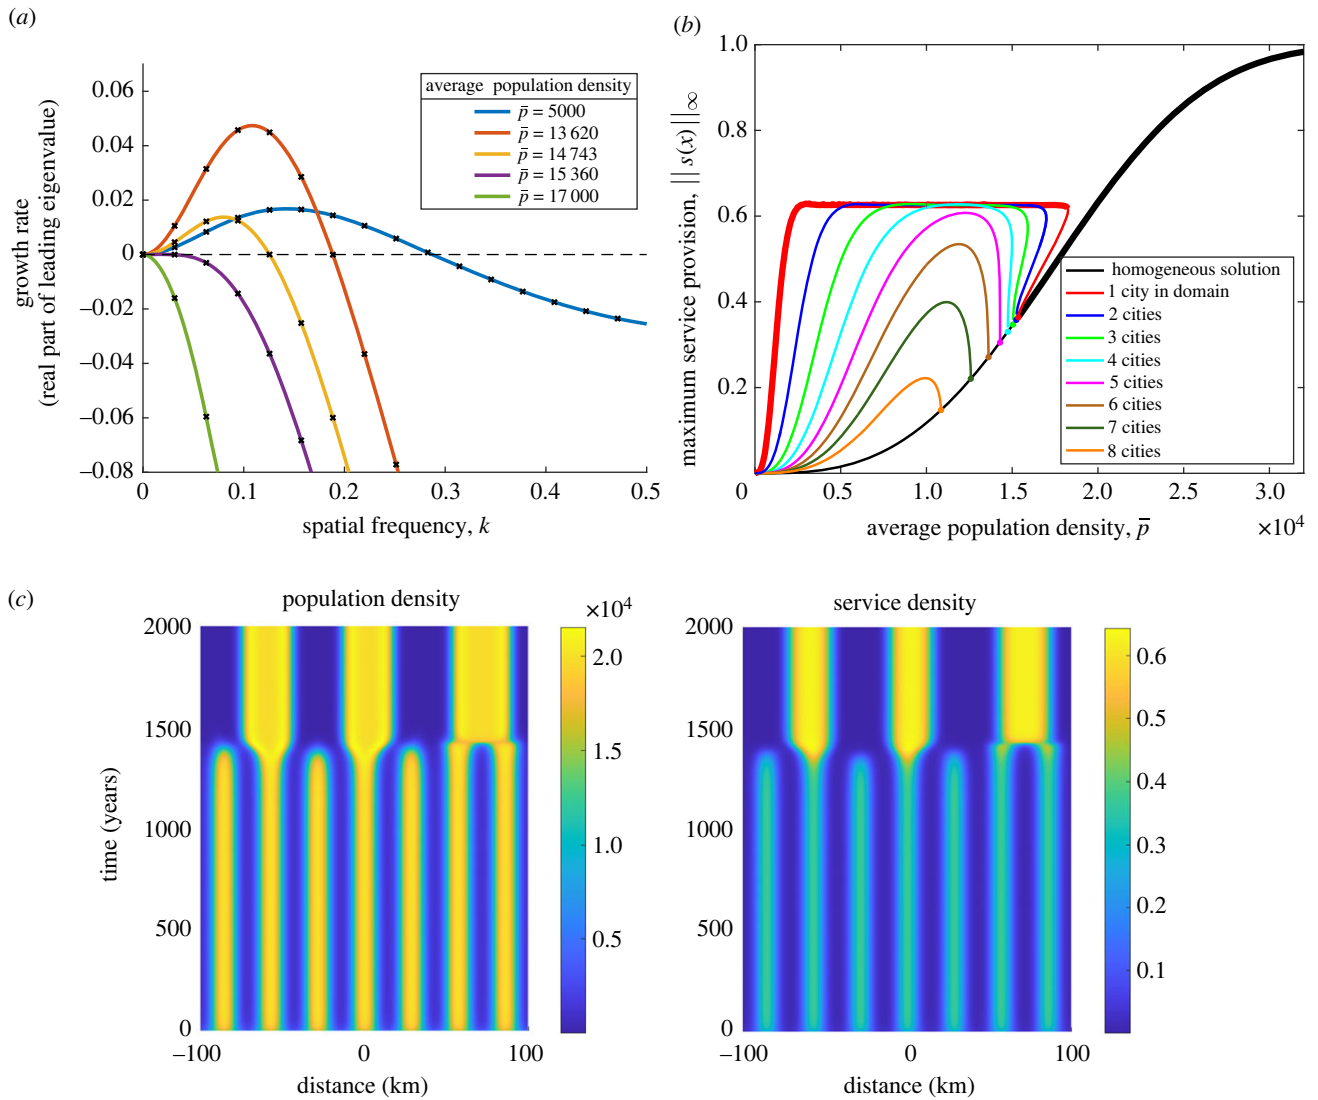 (a)
growth rate
(real part of leading eigenvalue)
0.06
0.04
0.02
0
–0.02
–0.04
–0.06
–0.08
average population density
p̄ = 5000
p̄ = 13 620
p̄ = 14 743
p̄ = 15 360
p̄ = 17 000
0 0.1 0.2 0.3 0.4 0.5
spatial frequency, k
(b)
maximum service provision, || s(x) ||∞
1.0
0.8
0.6
0.4
0.2
homogeneous solution
1 city in domain
2 cities
3 cities
4 cities
5 cities
6 cities
7 cities
8 cities
0 0.5 1.0 1.5 2.0 2.5 3.0
average population density, p̄ ×10⁴
(c)
population density
×10⁴
time (years)
2000
1500
1000
500
0
2.0
1.5
1.0
0.5
–100 0 100
distance (km)
service density
2000
1500
1000
500
0
0.6
0.5
0.4
0.3
0.2
0.1
–100 0 100
distance (km)